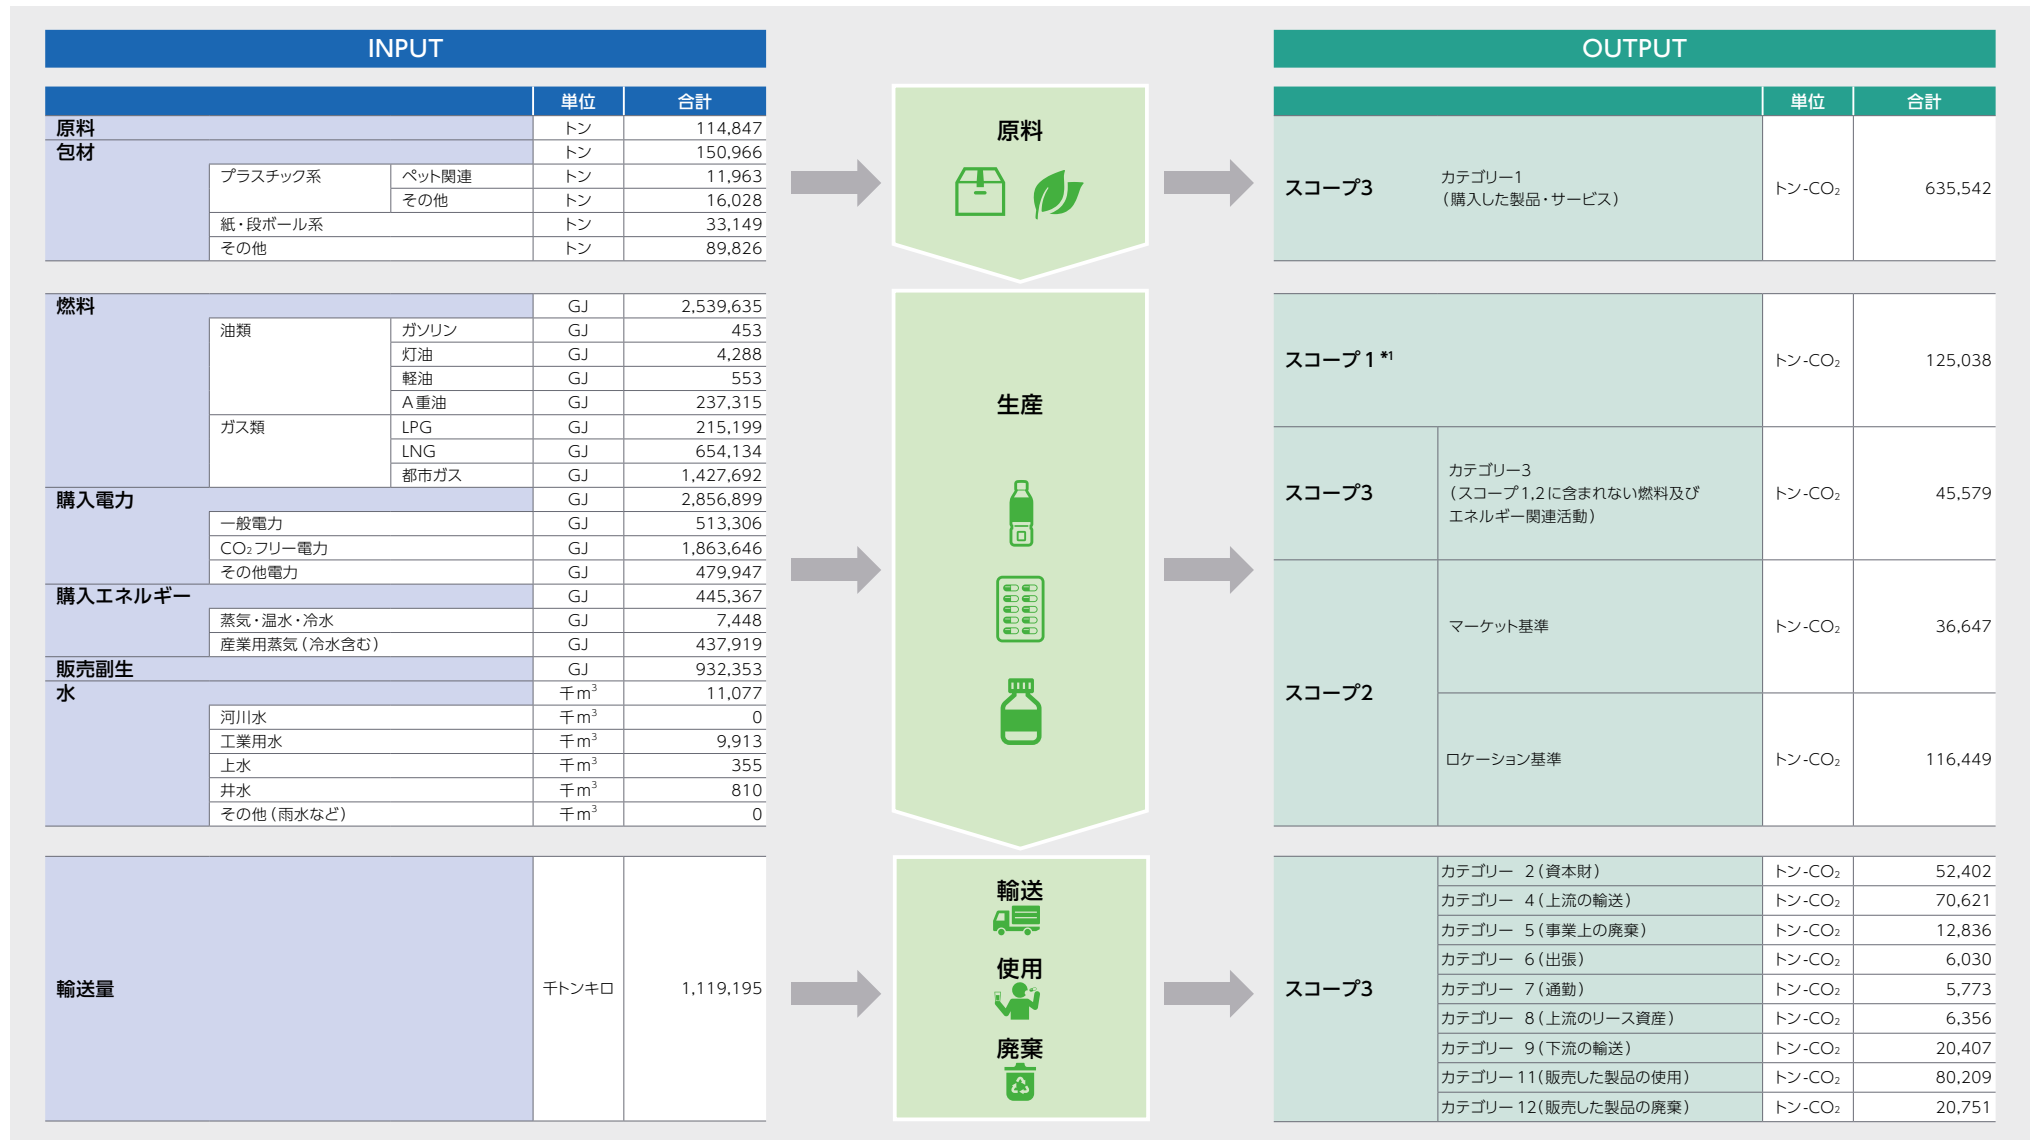 INPUT
単位 合計
原料 トン 114,847
包材 トン 150,966
プラスチック系 ペット関連 トン 11,963
その他 トン 16,028
紙・段ボール系 トン 33,149
その他 トン 89,826
燃料 GJ 2,539,635
油類 ガソリン GJ 453
灯油 GJ 4,288
軽油 GJ 553
A重油 GJ 237,315
ガス類 LPG GJ 215,199
LNG GJ 654,134
都市ガス GJ 1,427,692
購入電力 GJ 2,856,899
一般電力 GJ 513,306
CO₂フリー電力 GJ 1,863,646
その他電力 GJ 479,947
購入エネルギー GJ 445,367
蒸気・温水・冷水 GJ 7,448
産業用蒸気(冷水含む) GJ 437,919
販売副生 GJ 932,353
水 千m³ 11,077
河川水 千m³ 0
工業用水 千m³ 9,913
上水 千m³ 355
井水 千m³ 810
その他(雨水など) 千m³ 0
輸送量 千トンキロ 1,119,195
原料
生産
輸送
使用
廃棄
OUTPUT
単位 合計
スコープ3 カテゴリー1
(購入した製品・サービス) トン-CO₂ 635,542
スコープ1 *1 トン-CO₂ 125,038
スコープ3 カテゴリー3
(スコープ1,2に含まれない燃料及び
エネルギー関連活動) トン-CO₂ 45,579
スコープ2 マーケット基準 トン-CO₂ 36,647
ロケーション基準 トン-CO₂ 116,449
スコープ3
カテゴリー 2(資本財) トン-CO₂ 52,402
カテゴリー 4(上流の輸送) トン-CO₂ 70,621
カテゴリー 5(事業上の廃棄) トン-CO₂ 12,836
カテゴリー 6(出張) トン-CO₂ 6,030
カテゴリー 7(通勤) トン-CO₂ 5,773
カテゴリー 8(上流のリース資産) トン-CO₂ 6,356
カテゴリー 9(下流の輸送) トン-CO₂ 20,407
カテゴリー 11(販売した製品の使用) トン-CO₂ 80,209
カテゴリー 12(販売した製品の廃棄) トン-CO₂ 20,751